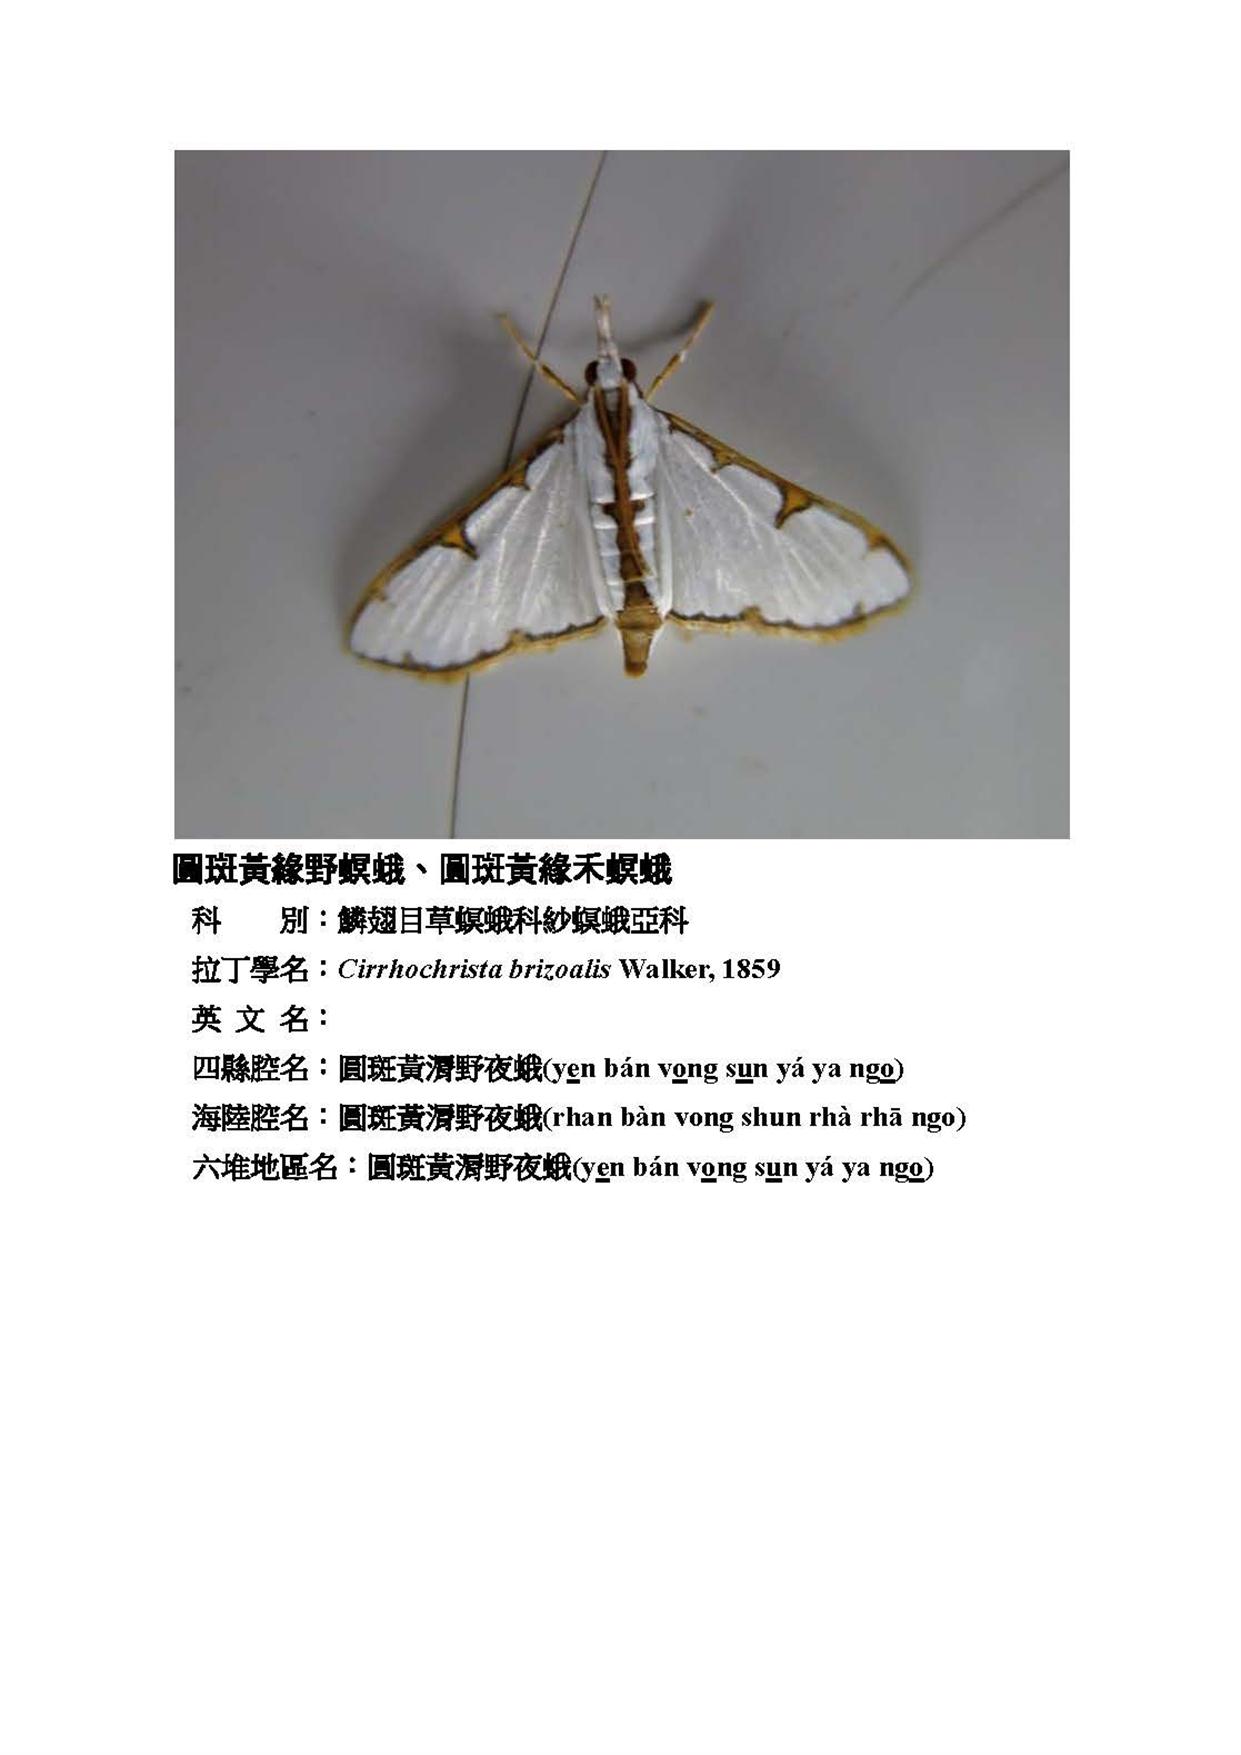 圓斑黃緣野螟蛾、圓斑黃緣禾螟蛾
科　　別：鱗翅目草螟蛾科紗螟蛾亞科
拉丁學名：Cirrhochrista brizoalis Walker, 1859
英 文 名：
四縣腔名：圓斑黃漘野夜蛾(yen bán vong sun yá ya ngo)
海陸腔名：圓斑黃漘野夜蛾(rhan bàn vong shun rhà rhā ngo)
六堆地區名：圓斑黃漘野夜蛾(yen bán vong sun yá ya ngo)